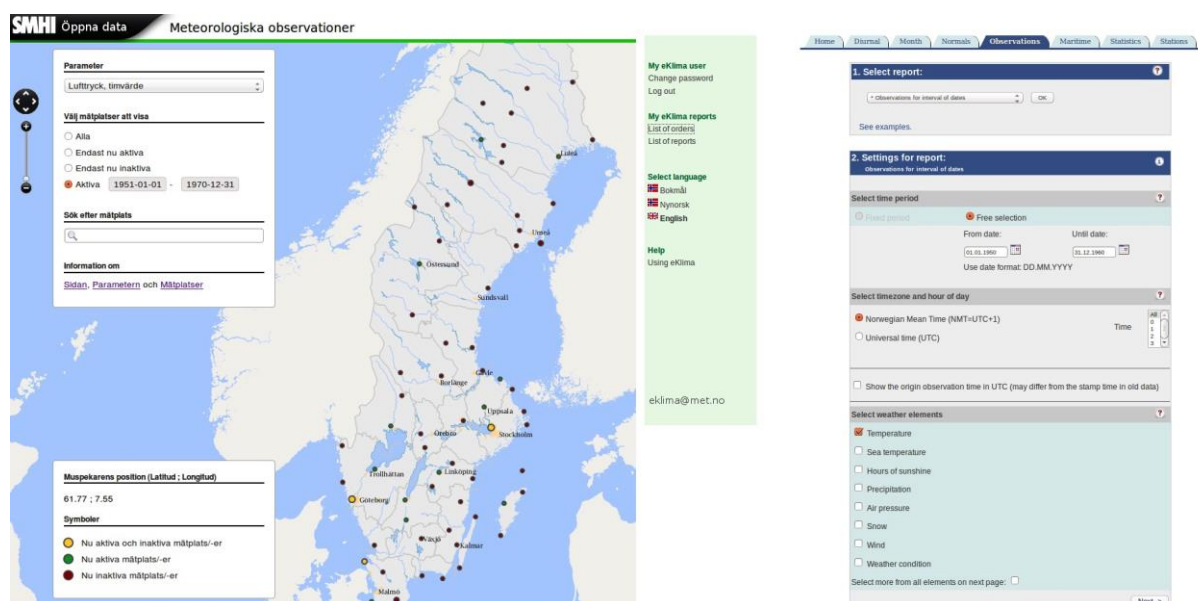 SMHI Öppna data
Meteorologiska observationer
Parameter
Lufttryck, timvärde
Välj mätplatser att visa
Alla
Endast nu aktiva
Endast nu inaktiva
Aktiva 1951-01-01 - 1970-12-31
Sök efter mätplats
Information om
Sidan, Parametern och Mätplatser
Luleå
Umeå
Östersund
Sundsvall
Gävle
Borlänge
Uppsala
Örebro
Stockholm
Trollhättan
Linköping
Göteborg
Växjö
Kalmar
Malmö
Muspekarens position (Latitud ; Longitud)
61.77 ; 7.55
Symboler
Nu aktiva och inaktiva mätplats/-er
Nu aktiva mätplats/-er
Nu inaktiva mätplats/-er
My eKlima user
Change password
Log out
My eKlima reports
List of orders
List of reports
Select language
Bokmål
Nynorsk
English
Help
Using eKlima
eklima@met.no
Home Diurnal Month Normals Observations Maritime Statistics Stations
1. Select report: ?
* Observations for interval of dates OK
See examples.
2. Settings for report:
Observations for interval of dates
Select time period ?
Fixed period Free selection
From date: Until date:
01.01.1960 31.12.1960
Use date format: DD.MM.YYYY
Select timezone and hour of day ?
Norwegian Mean Time (NMT=UTC+1)
Universal time (UTC)
Time
All
0
1
2
3
Show the origin observation time in UTC (may differ from the stamp time in old data)
Select weather elements ?
Temperature
Sea temperature
Hours of sunshine
Precipitation
Air pressure
Snow
Wind
Weather condition
Select more from all elements on next page:
Next >